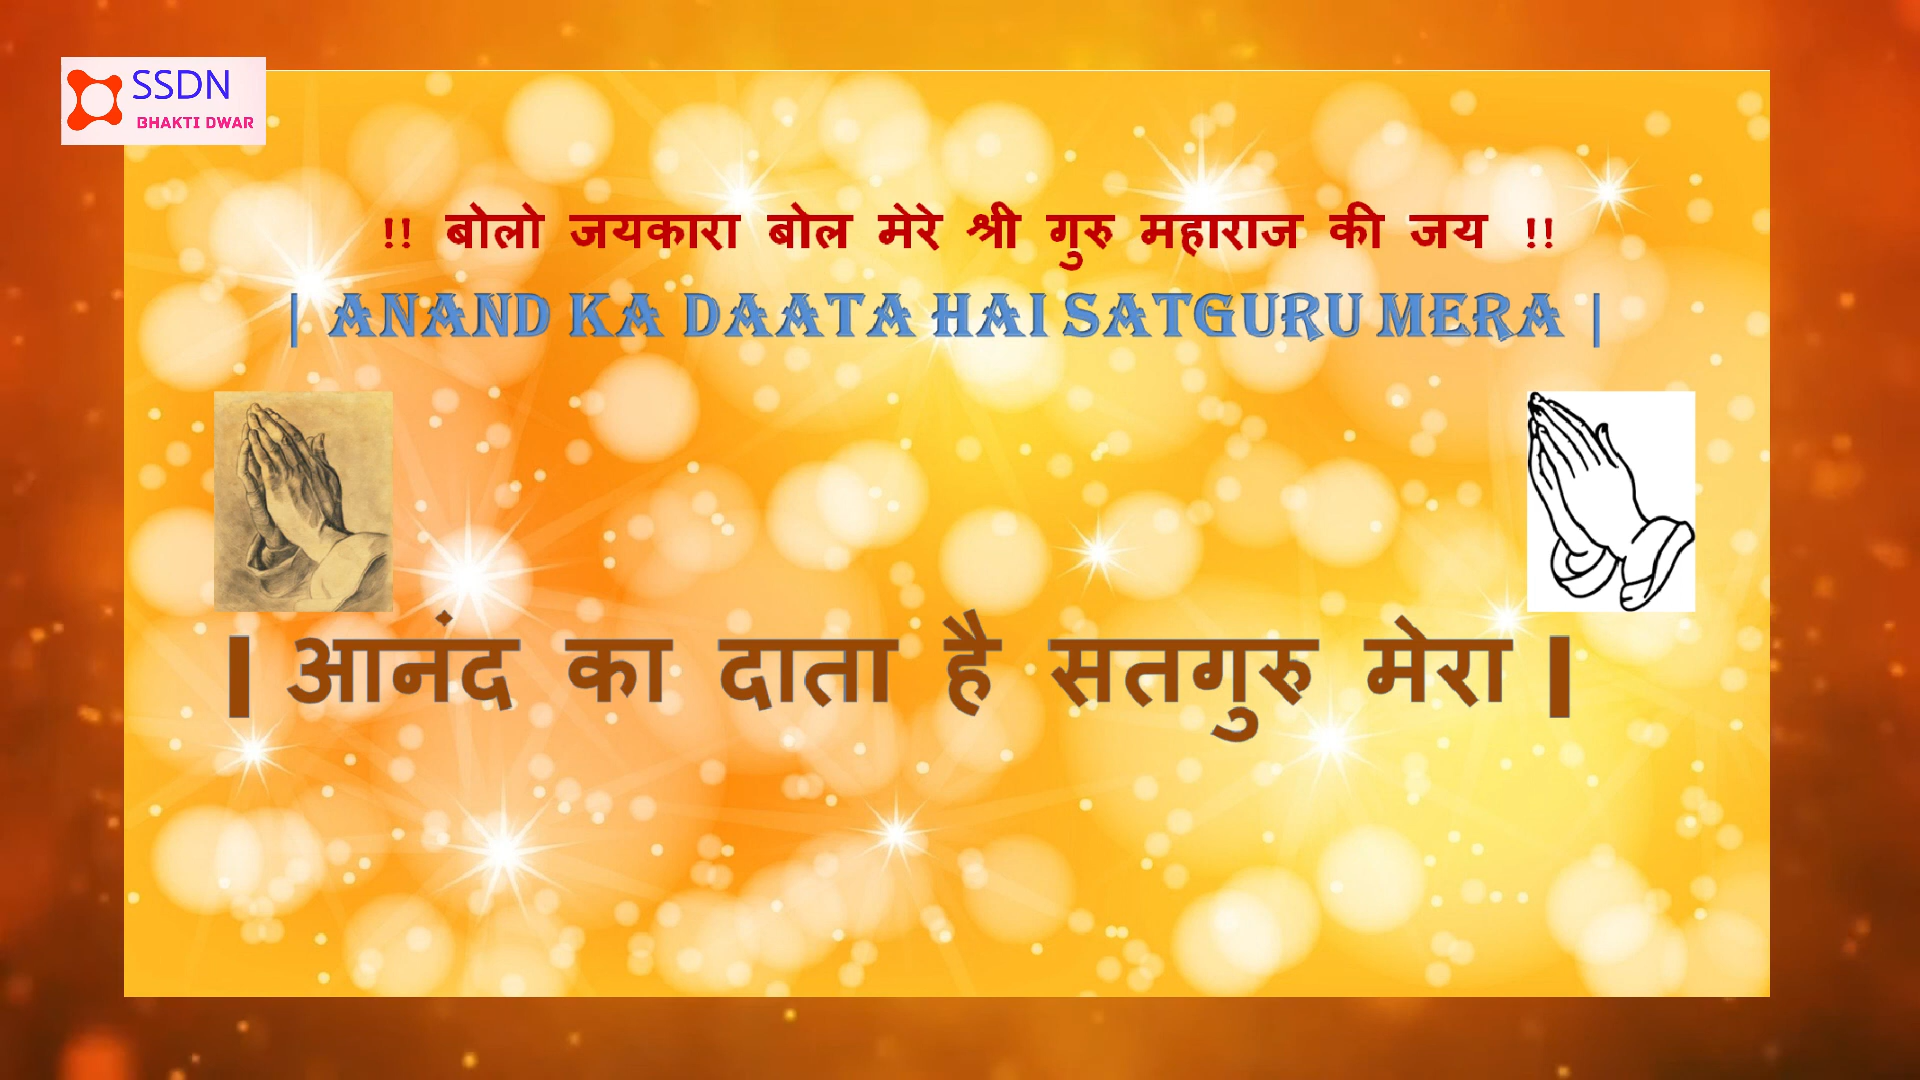 SSDN
BHAKTI DWAR
!! बोलो जयकारा बोल मेरे श्री गुरु महाराज की जय !!
| ANAND KA DAATA HAI SATGURU MERA |
| आनंद का दाता है सतगुरु मेरा |